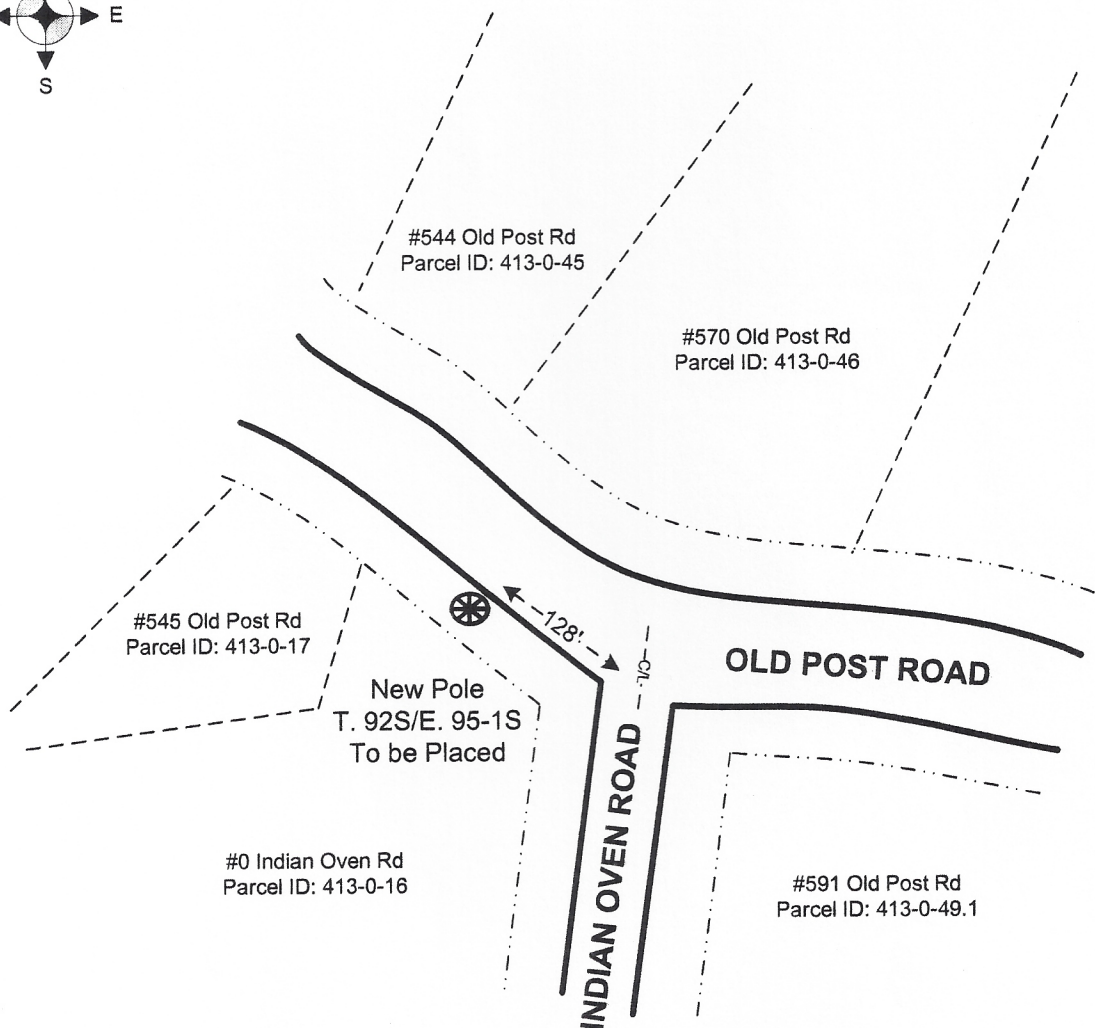 E
S
#544 Old Post Rd
Parcel ID: 413-0-45
#570 Old Post Rd
Parcel ID: 413-0-46
#545 Old Post Rd
Parcel ID: 413-0-17
128'
C/L
OLD POST ROAD
New Pole
T. 92S/E. 95-1S
To be Placed
INDIAN OVEN ROAD
#0 Indian Oven Rd
Parcel ID: 413-0-16
#591 Old Post Rd
Parcel ID: 413-0-49.1